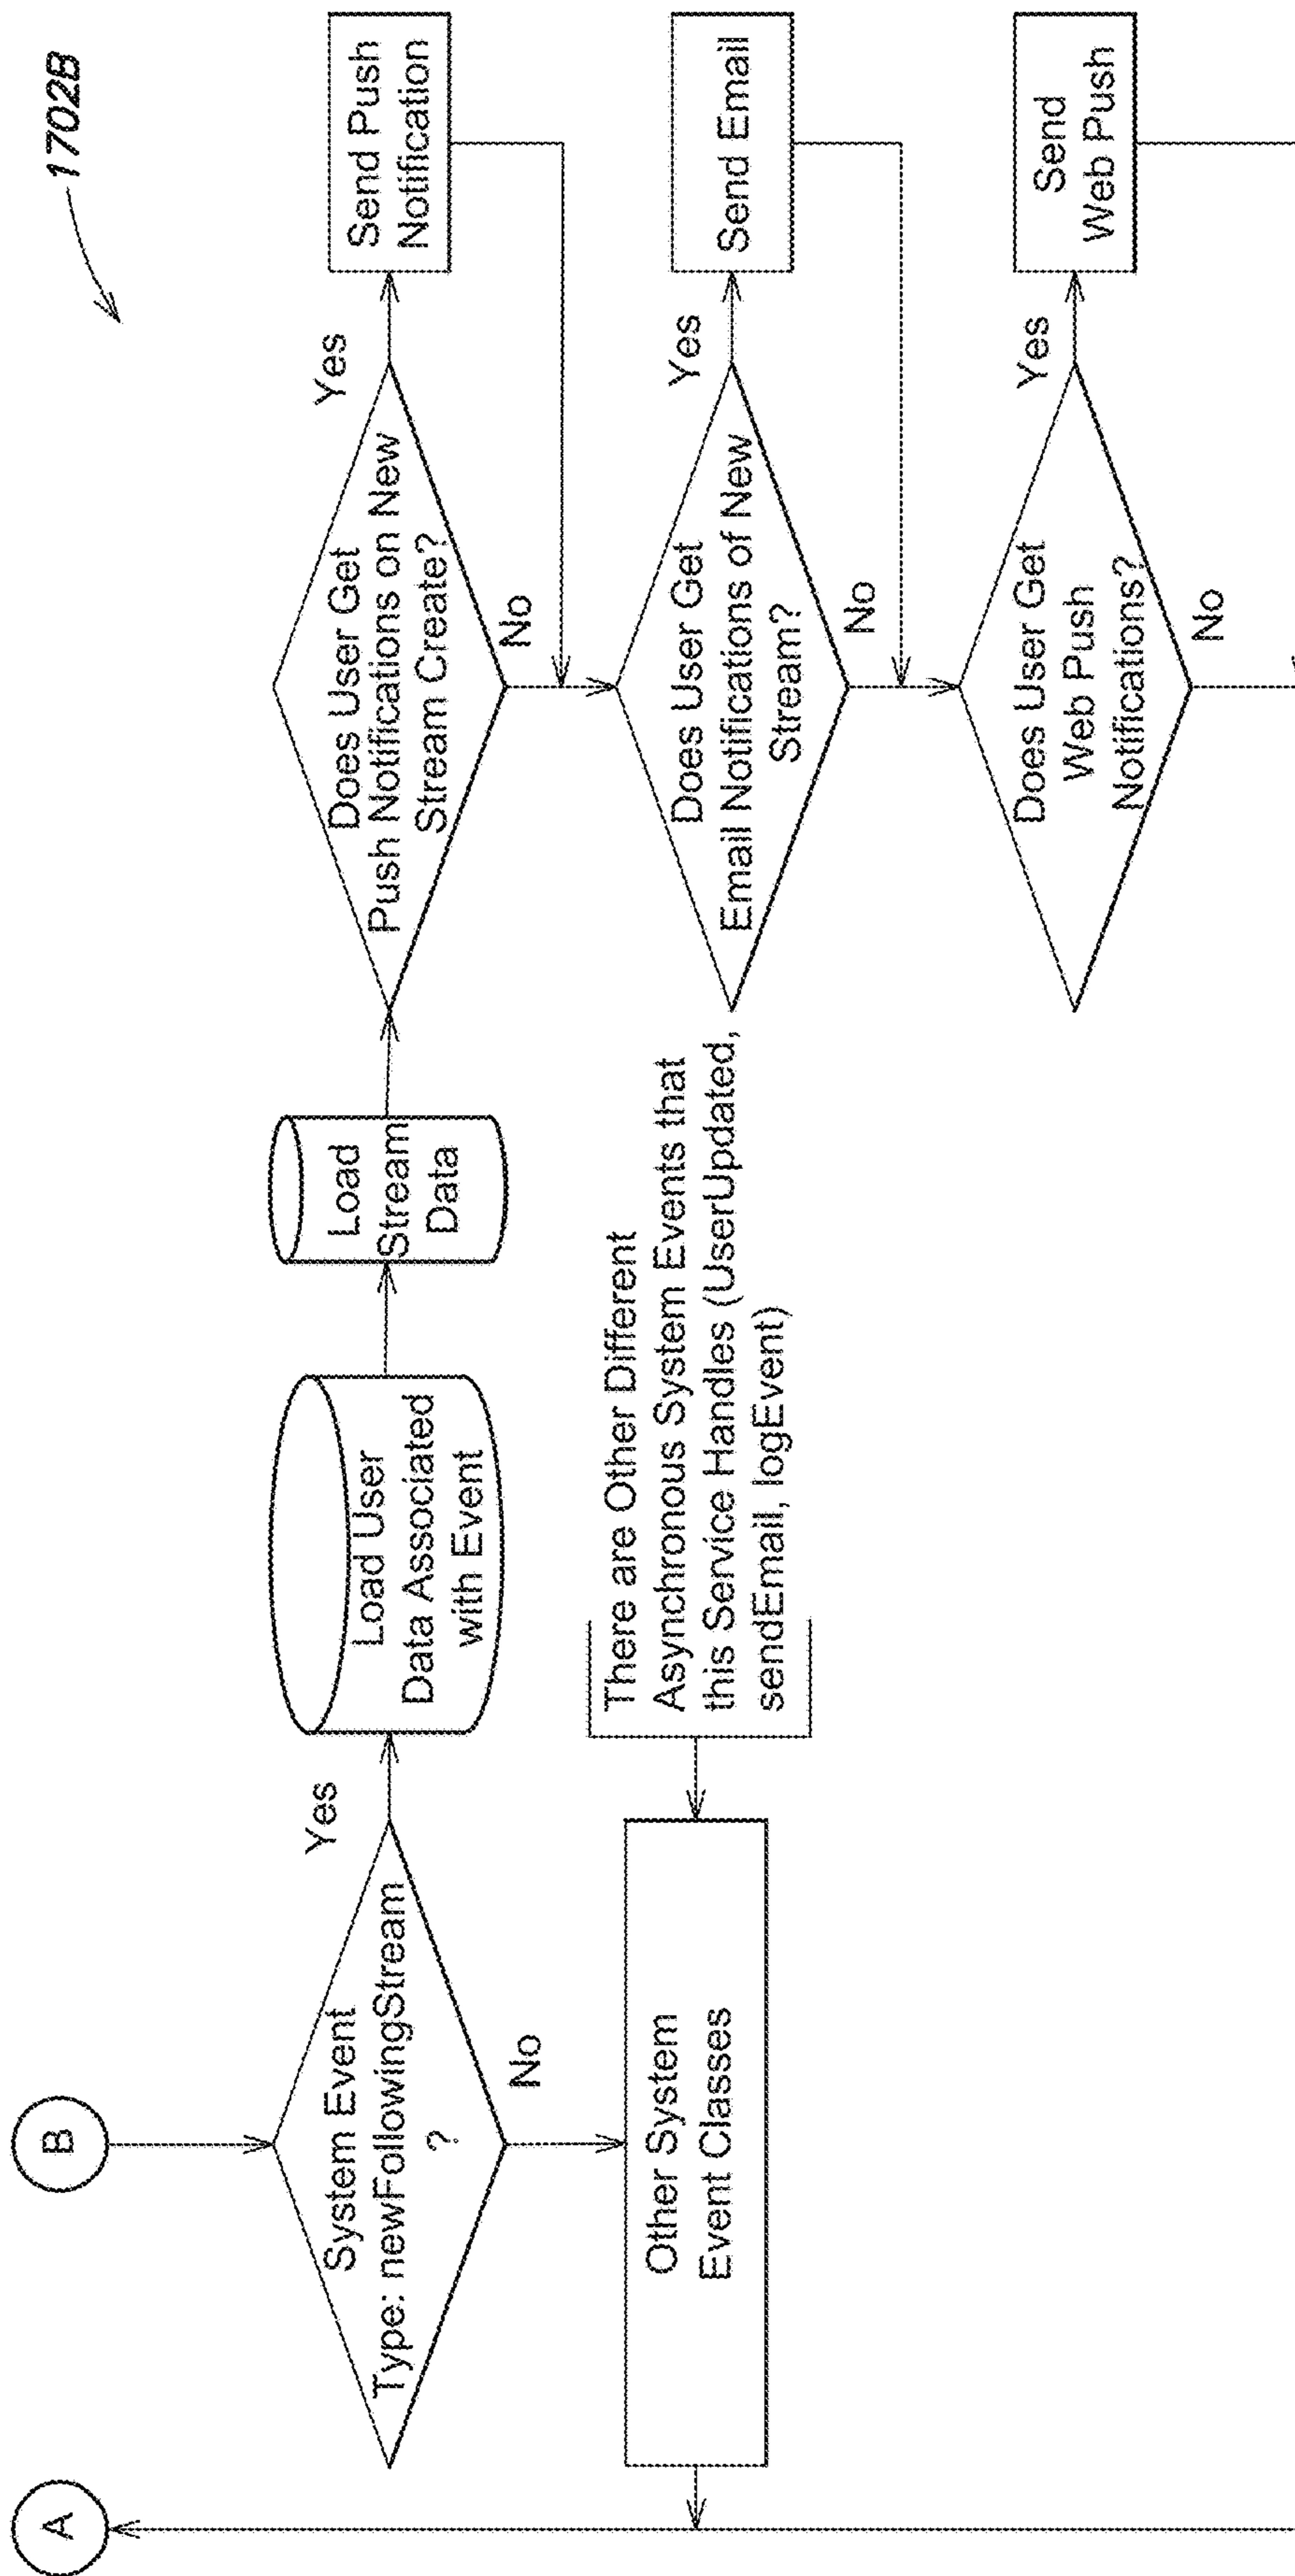 1702B
A
B
System Event
Type: newFollowingStream
?
Yes
No
Load User
Data Associated
with Event
Load
Stream
Data
Does User Get
Push Notifications on New
Stream Create?
Yes
No
Send Push
Notification
Other System
Event Classes
There are Other Different
Asynchronous System Events that
this Service Handles (UserUpdated,
sendEmail, logEvent)
Does User Get
Email Notifications of New
Stream?
Yes
No
Send Email
Does User Get
Web Push
Notifications?
Yes
No
Send
Web Push